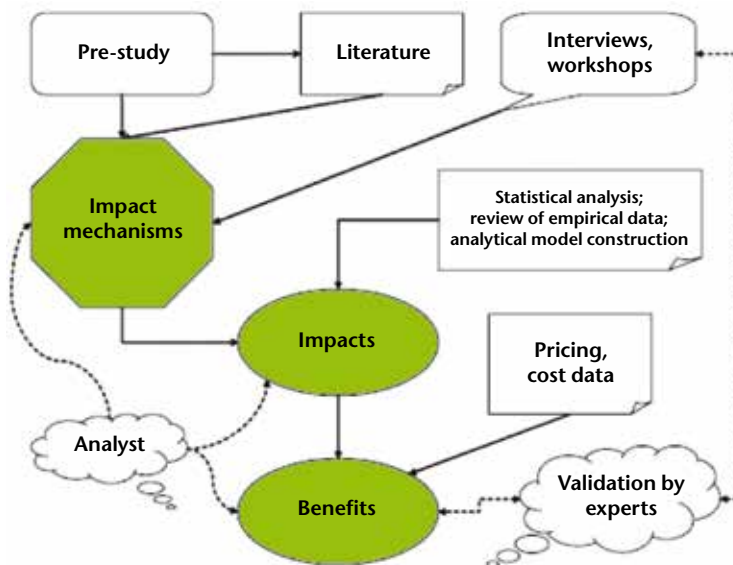 Pre-study
Literature
Interviews,
workshops
Impact
mechanisms
Statistical analysis;
review of empirical data;
analytical model construction
Impacts
Pricing,
cost data
Analyst
Benefits
Validation by
experts